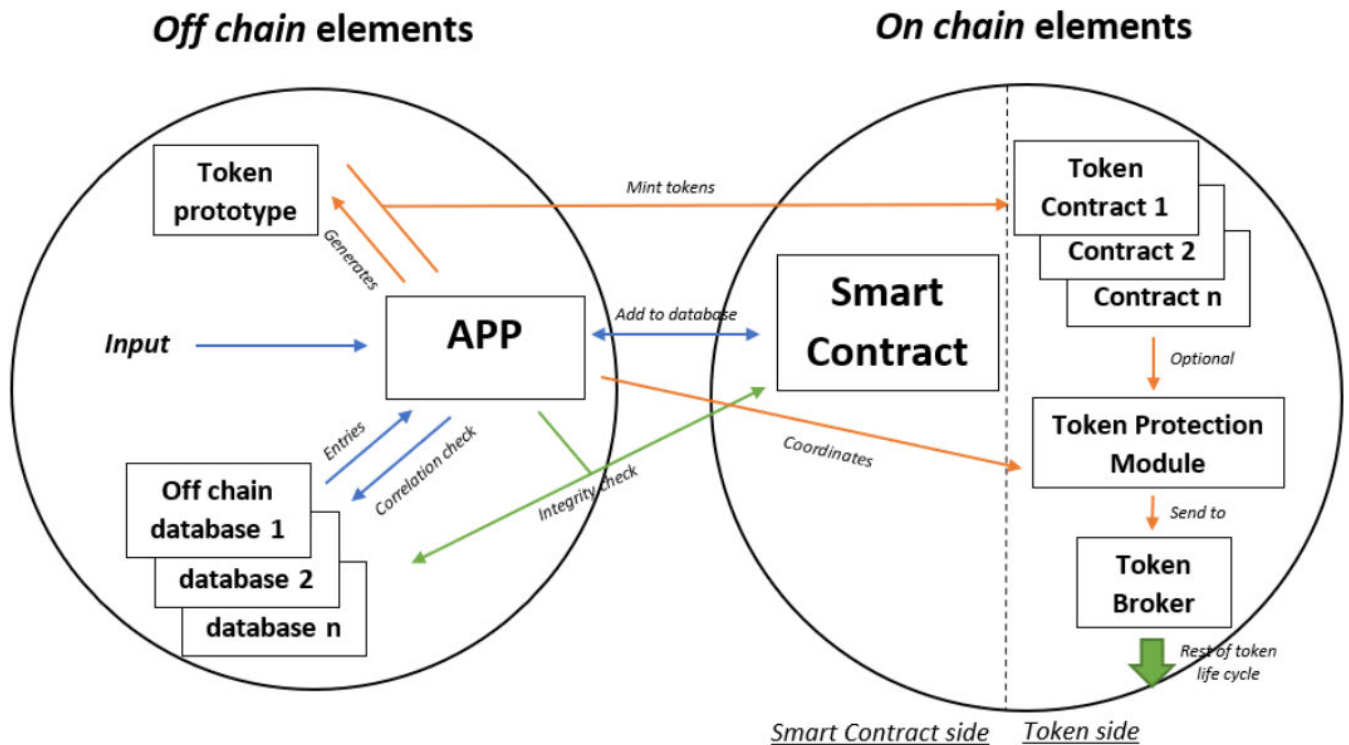 Off chain elements
On chain elements
Token
prototype
Generates
Mint tokens
Token
Contract 1
Contract 2
Contract n
Input
APP
Add to database
Smart
Contract
Optional
Entries
Correlation check
Integrity check
Coordinates
Token Protection
Module
Off chain
database 1
database 2
database n
Send to
Token
Broker
Rest of token
life cycle
Smart Contract side
Token side